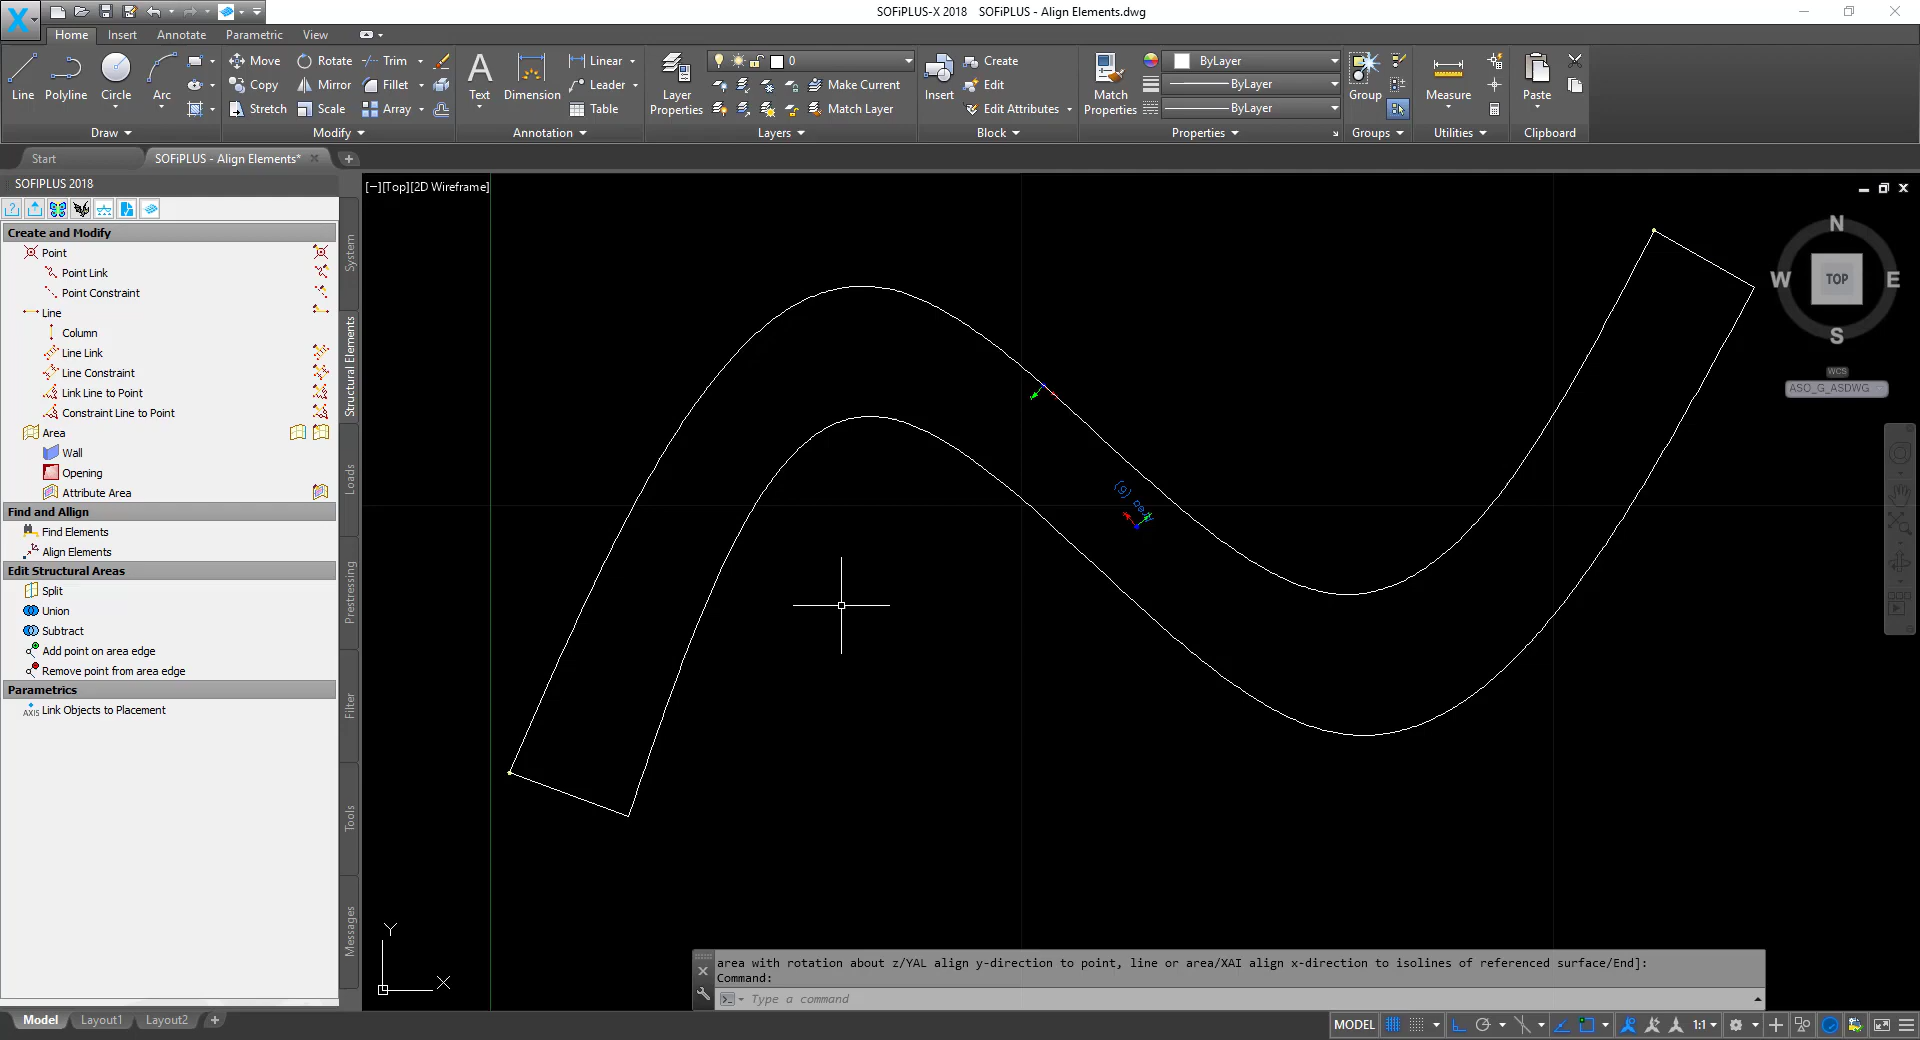 SOFiPLUS-X 2018    SOFiPLUS - Align Elements.dwg
Home    Insert    Annotate    Parametric    View
Line    Polyline    Circle    Arc
Move    Rotate    Trim
Copy    Mirror    Fillet
Stretch    Scale    Array
Text    Dimension    Linear
Leader
Table
Layer Properties    0
Make Current
Match Layer
Insert    Create
Edit
Edit Attributes
Match Properties    ByLayer
ByLayer
ByLayer
Group    Measure    Paste
Draw    Modify    Annotation    Layers    Block    Properties    Groups    Utilities    Clipboard
Start    SOFiPLUS - Align Elements*
SOFIPLUS 2018
[−][Top][2D Wireframe]
Create and Modify
Point
Point Link
Point Constraint
Line
Column
Line Link
Line Constraint
Link Line to Point
Constraint Line to Point
Area
Wall
Opening
Attribute Area
Find and Allign
Find Elements
Align Elements
Edit Structural Areas
Split
Union
Subtract
Add point on area edge
Remove point from area edge
Parametrics
AXIS Link Objects to Placement
System
Structural Elements
Loads
Prestressing
Filter
Tools
Messages
Area (6)
N
W TOP E
S
WCS
ASO_G_ASDWG
Y
X
area with rotation about z/YAL align y-direction to point, line or area/XAI align x-direction to isolines of referenced surface/End]:
Command:
Type a command
Model    Layout1    Layout2
MODEL    1:1